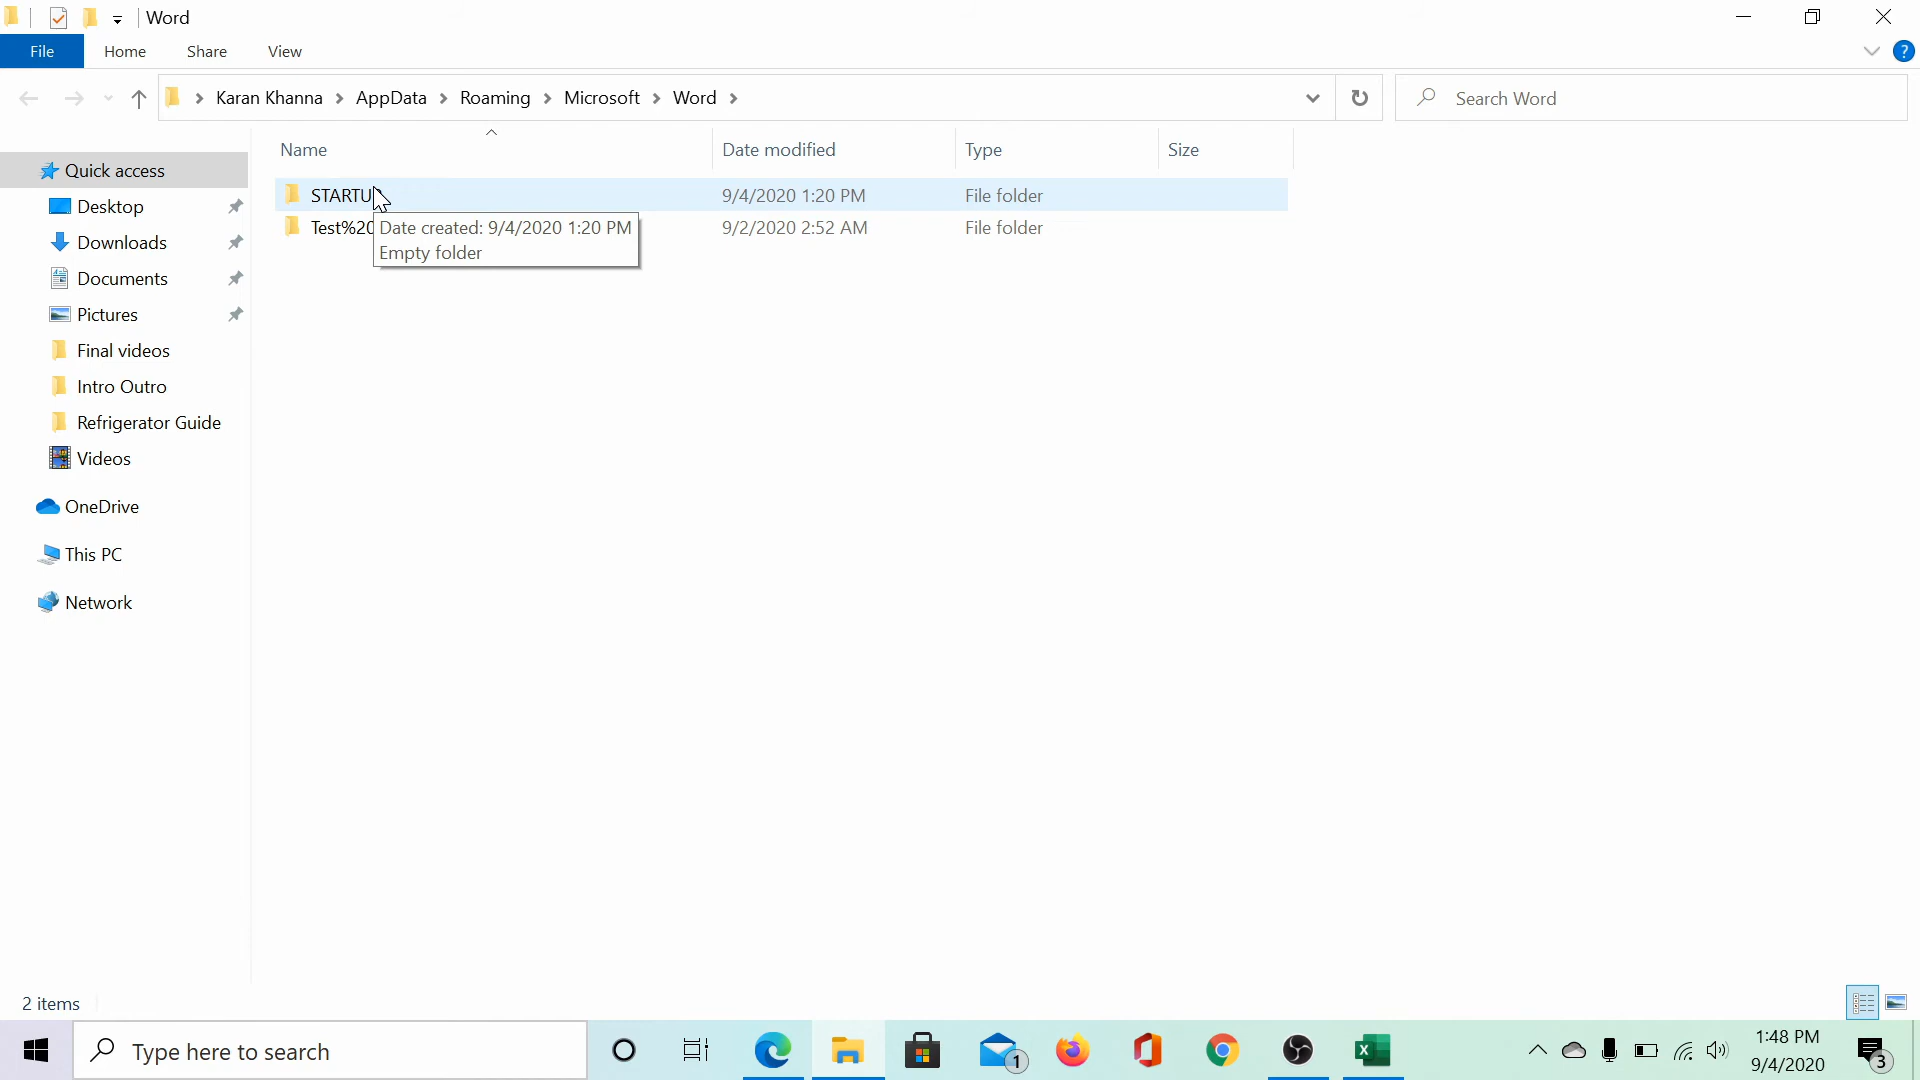 Word
File Home Share View ?
Karan Khanna AppData Roaming Microsoft Word Search Word
Name Date modified Type Size
Quick access
Desktop
Downloads
Documents
Pictures
Final videos
Intro Outro
Refrigerator Guide
Videos
OneDrive
This PC
Network
9/4/2020 1:20 PM File folder
Test%20 9/2/2020 2:52 AM File folder
Date created: 9/4/2020 1:20 PM
Empty folder
2 items
Type here to search
1
1:48 PM
9/4/2020
3